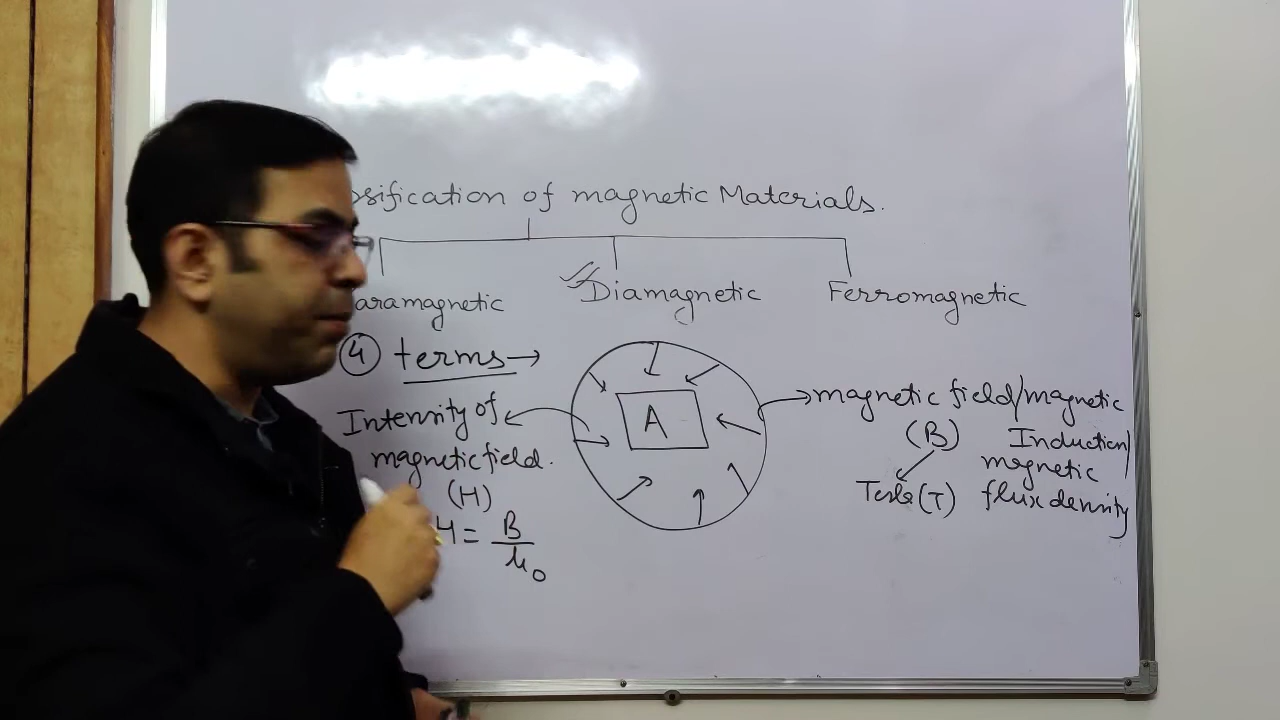 ssification of magnetic Materials.
aramagnetic Diamagnetic Ferromagnetic
4 terms→
Intensity of
magnetic field.
(H)
H = B/μ0
A
magnetic field/magnetic
(B) Induction/
magnetic
Tesla(T) flux density